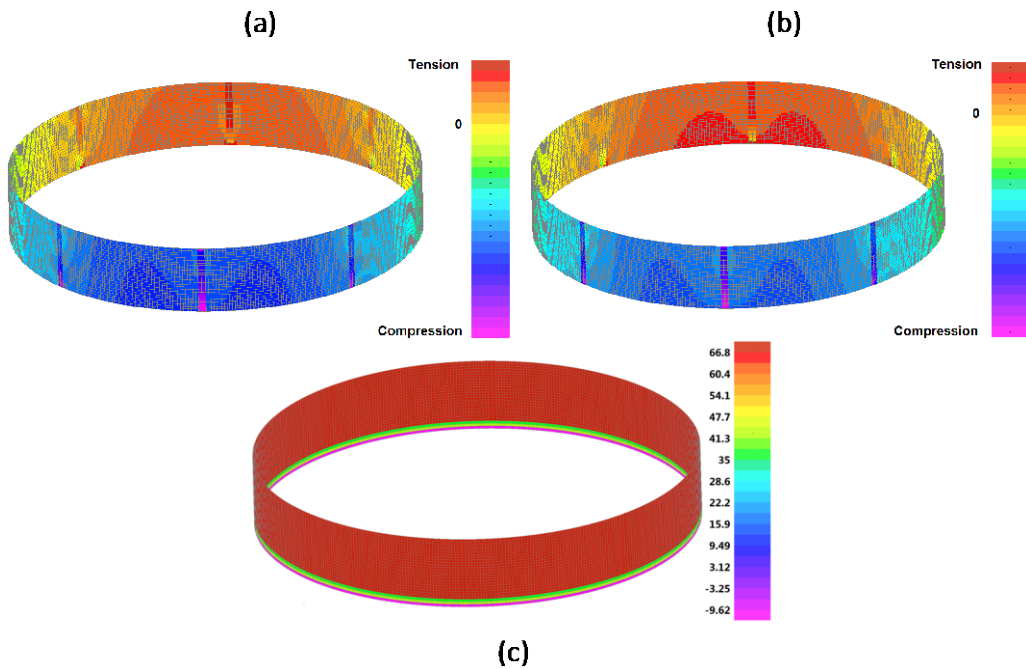 (a)
(b)
Tension
0
Compression
Tension
0
Compression
66.8
60.4
54.1
47.7
41.3
35
28.6
22.2
15.9
9.49
3.12
-3.25
-9.62
(c)